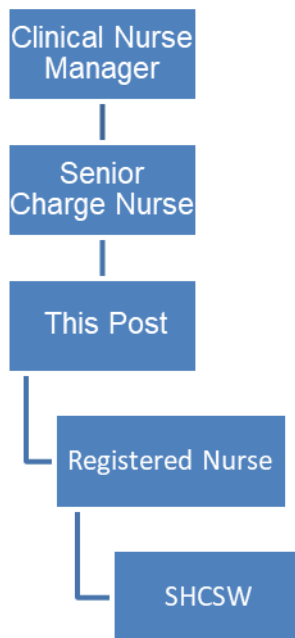 Clinical Nurse
Manager
Senior
Charge Nurse
This Post
Registered Nurse
SHCSW